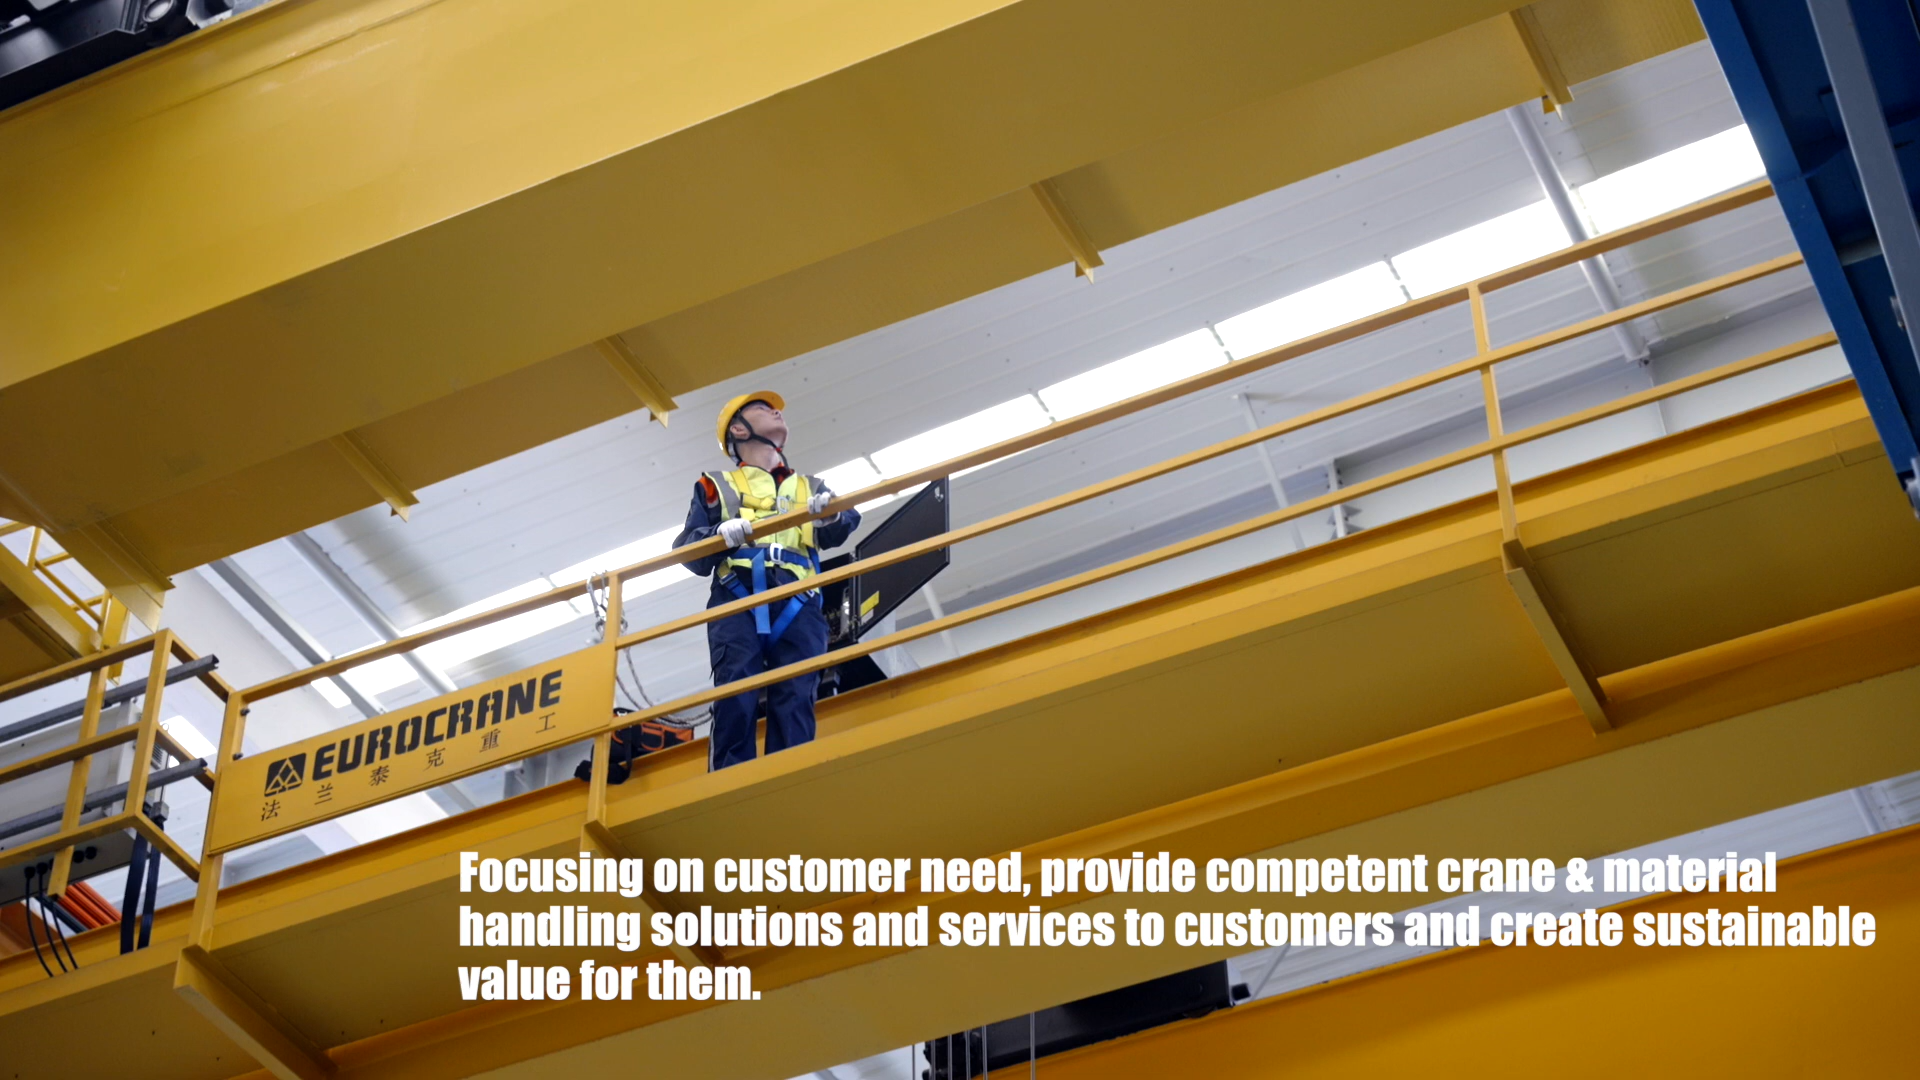 EUROCRANE
法兰泰克重工
Focusing on customer need, provide competent crane & material
handling solutions and services to customers and create sustainable
value for them.